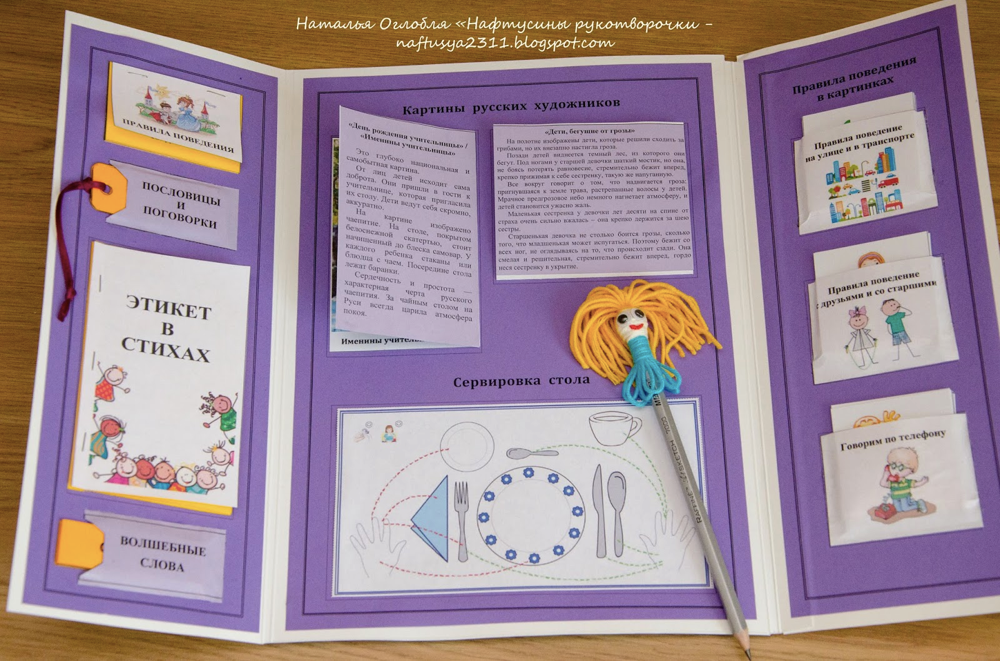 Наталья Оглобля «Нафтусины рукотворочки -
naftusya2311.blogspot.com
ПРАВИЛА ПОВЕДЕНИЯ
ПОСЛОВИЦЫ
И
ПОГОВОРКИ
ЭТИКЕТ
В
СТИХАХ
ВОЛШЕБНЫЕ
СЛОВА
Картины русских художников
«День рождения учительницы» /
«Именины учительницы»
Это глубоко национальная и
самобытная картина.
От лиц детей исходит сама
доброта. Они пришли в гости к
учительнице, которая пригласила
их столу. Дети ведут себя скромно,
аккуратно.
На картине изображено
чаепитие. На столе, покрытом
белоснежной скатертью, стоит
начищенный до блеска самовар. У
каждого ребенка стаканы или
блюдца с чаем. Посередине стола
лежат баранки.
Сердечность и простота —
характерная черта русского
чаепития. За чайным столом на
Руси всегда царила атмосфера
покоя.
Именины учитель
«Дети, бегущие от грозы»
На полотне изображены дети, которые решили сходить за
грибами, но их внезапно настигла гроза.
Позади детей виднеется темный лес, из которого они
бегут. Под ногами у старшей девочки шаткий мостик, но она,
не боясь потерять равновесие, стремительно бежит вперед,
крепко прижимая к себе сестренку, такую же напуганную.
Все вокруг говорит о том, что надвигается гроза:
пригнувшаяся к земле трава, растрепанные волосы у детей.
Мрачное предгрозовое небо немного нагнетает атмосферу, и
детей становится ужасно жаль.
Маленькая сестренка у девочки лет десяти на спине от
страха очень сильно вжалась – она крепко держится за шею
сестры.
Старшенькая девочка не столько боится грозы, сколько
того, что младшенькая может испугаться. Поэтому бежит со
всех ног, не оглядываясь на то, что происходит сзади. Она
смелая и решительная, стремительно бежит вперед, гордо
неся сестренку в укрытие.
Сервировка стола
RAFFINE SKETCH 7000 MA
Правила поведения
в картинках
Правила поведение
на улице и в транспорте
Правила поведение
с друзьями и со старшими
Говорим по телефону